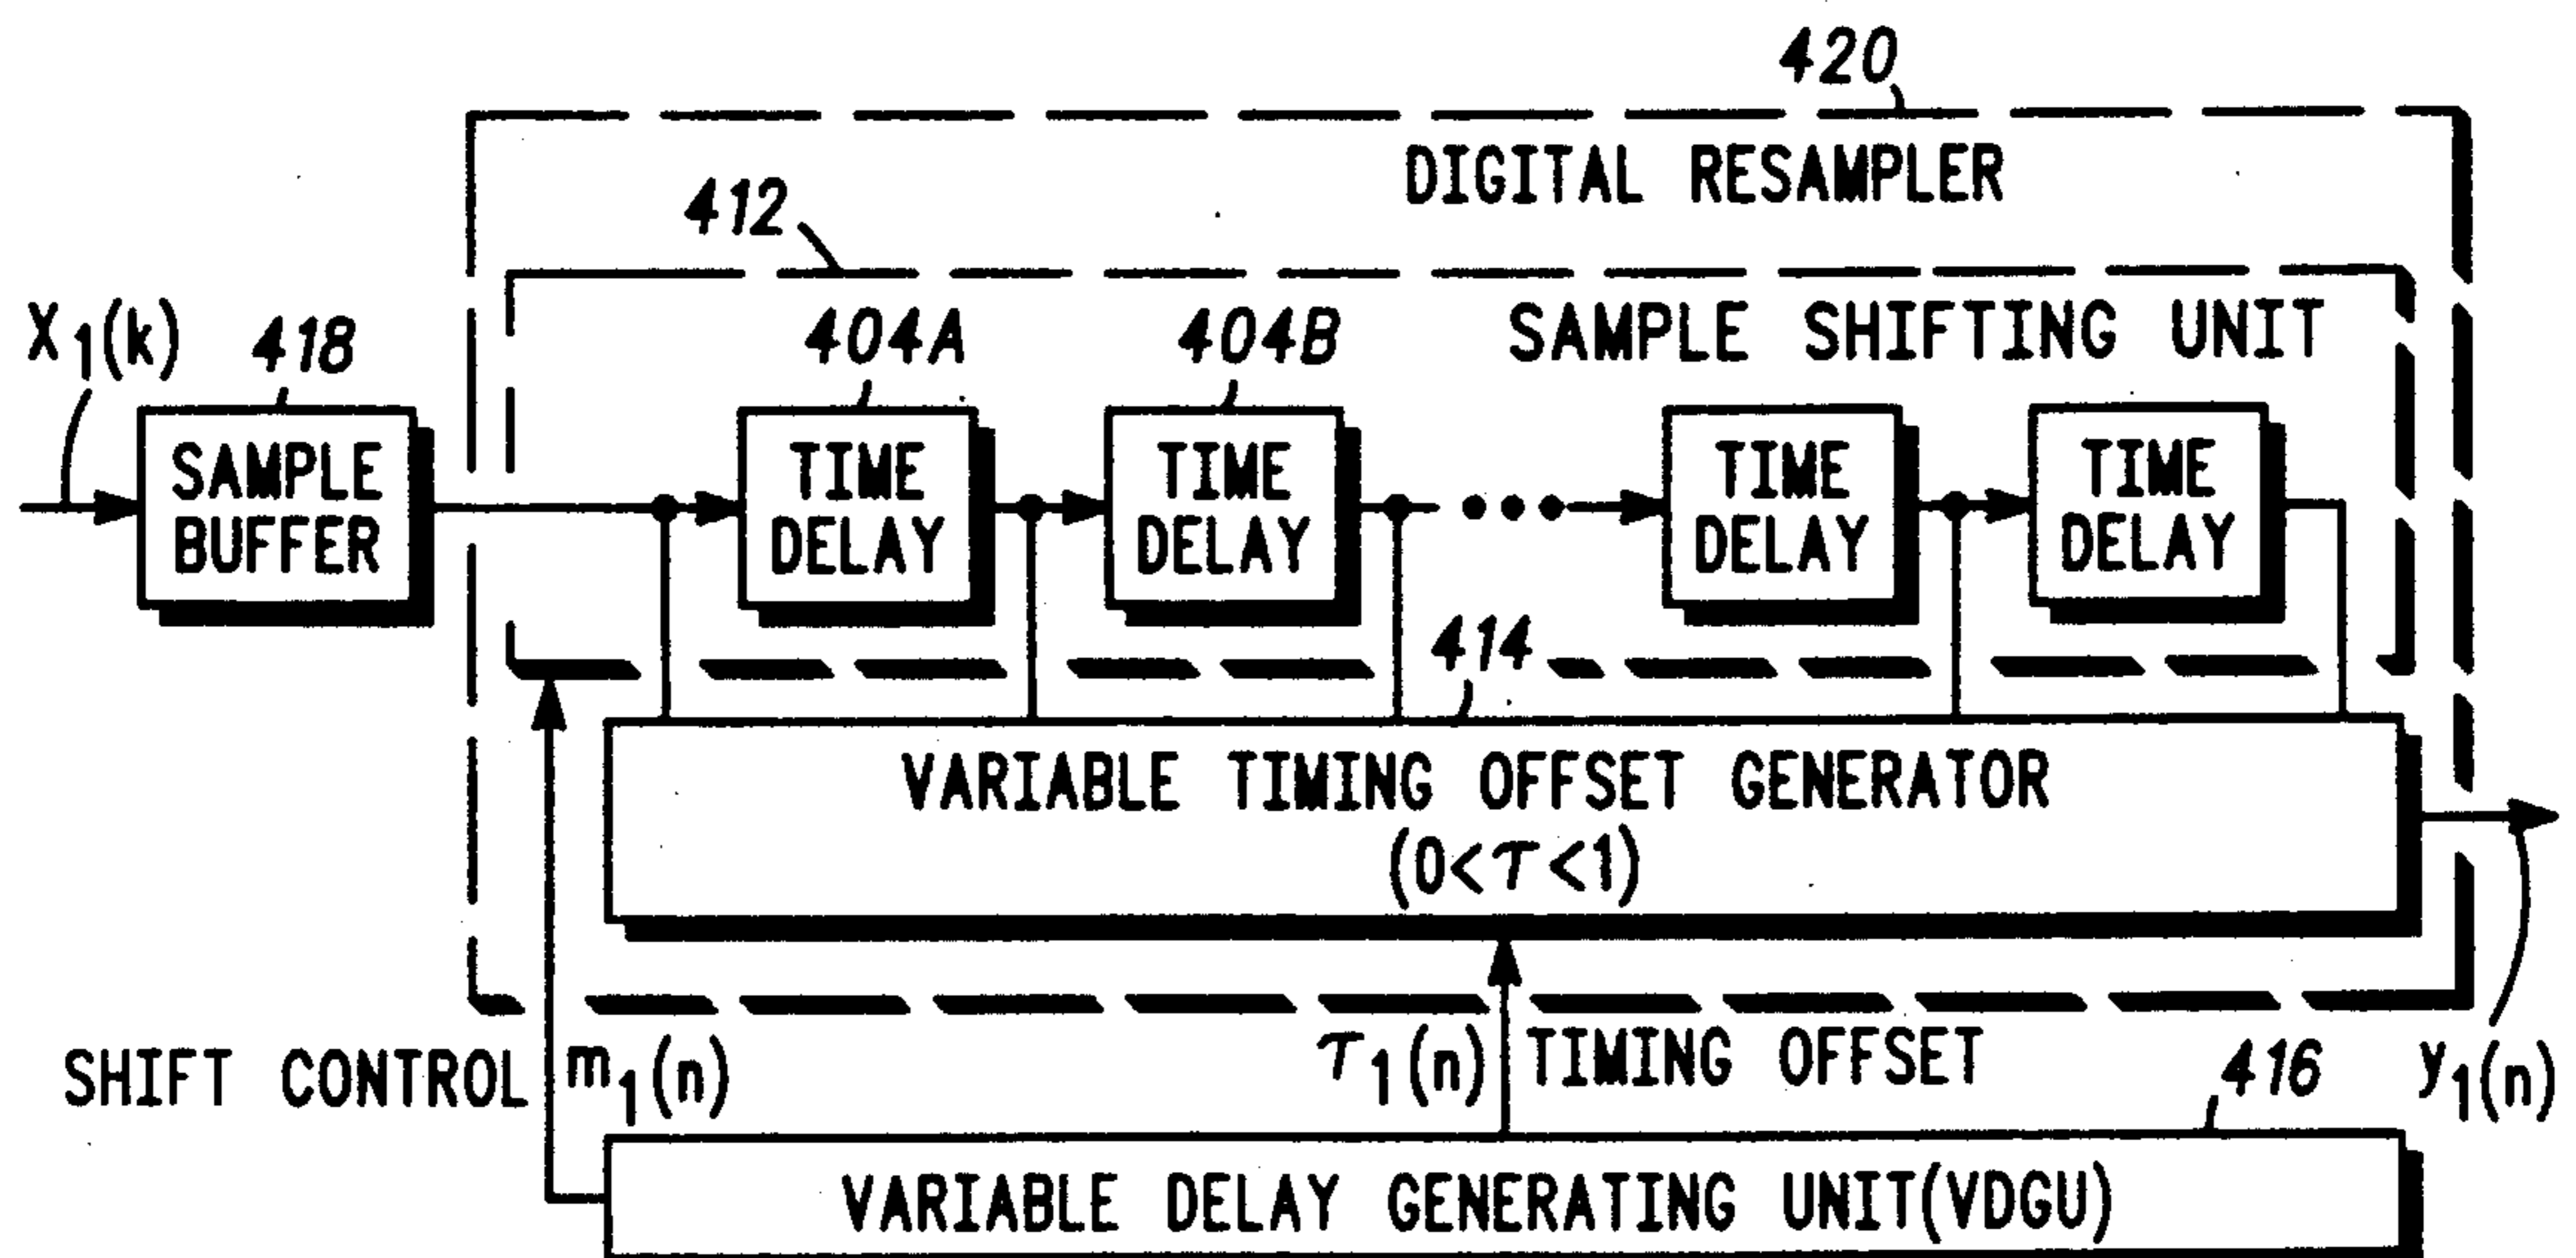 420
DIGITAL RESAMPLER
412
X1(k)
418
404A
404B
SAMPLE SHIFTING UNIT
SAMPLE
BUFFER
TIME
DELAY
TIME
DELAY
TIME
DELAY
TIME
DELAY
414
VARIABLE TIMING OFFSET GENERATOR
(0<τ<1)
SHIFT CONTROL
m1(n)
τ1(n)
TIMING OFFSET
416
y1(n)
VARIABLE DELAY GENERATING UNIT(VDGU)